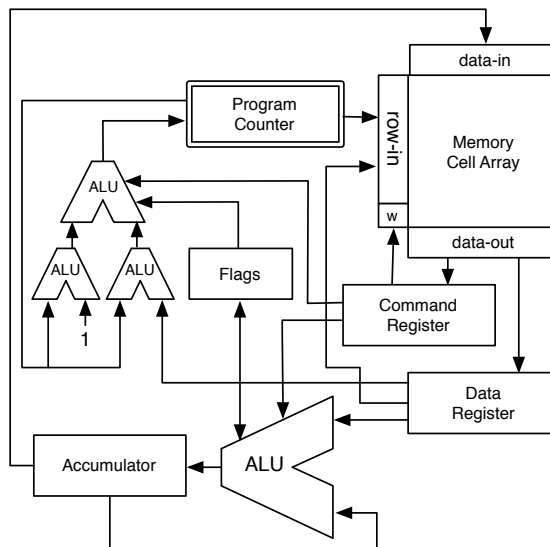 data-in
Program
Counter
row-in
Memory
Cell Array
ALU
w
data-out
ALU
ALU
Flags
Command
Register
1
Data
Register
Accumulator
ALU